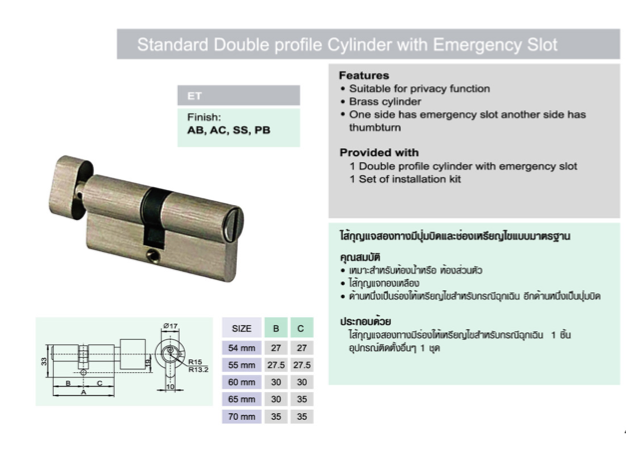 Standard Double profile Cylinder with Emergency Slot
ET
Finish:
AB, AC, SS, PB
Features
• Suitable for privacy function
• Brass cylinder
• One side has emergency slot another side has
thumbturn
Provided with
1 Double profile cylinder with emergency slot
1 Set of installation kit
ไส้กุญแจสองทางมีปุ่มบิดและช่องเหรียญไขแบบมาตรฐาน
คุณสมบัติ
• เหมาะสำหรับห้องน้ำหรือ ห้องส่วนตัว
• ไส้กุญแจทองเหลือง
• ด้านหนึ่งเป็นร่องให้เหรียญไขสำหรับกรณีฉุกเฉิน อีกด้านหนึ่งเป็นปุ่มบิด
ประกอบด้วย
ไส้กุญแจสองทางมีร่องให้เหรียญไขสำหรับกรณีฉุกเฉิน 1 ชิ้น
อุปกรณ์ติดตั้งอื่นๆ 1 ชุด
Ø17
33
R15
R13.2
10
B C
A
SIZE B C
54 mm 27 27
55 mm 27.5 27.5
60 mm 30 30
65 mm 30 35
70 mm 35 35